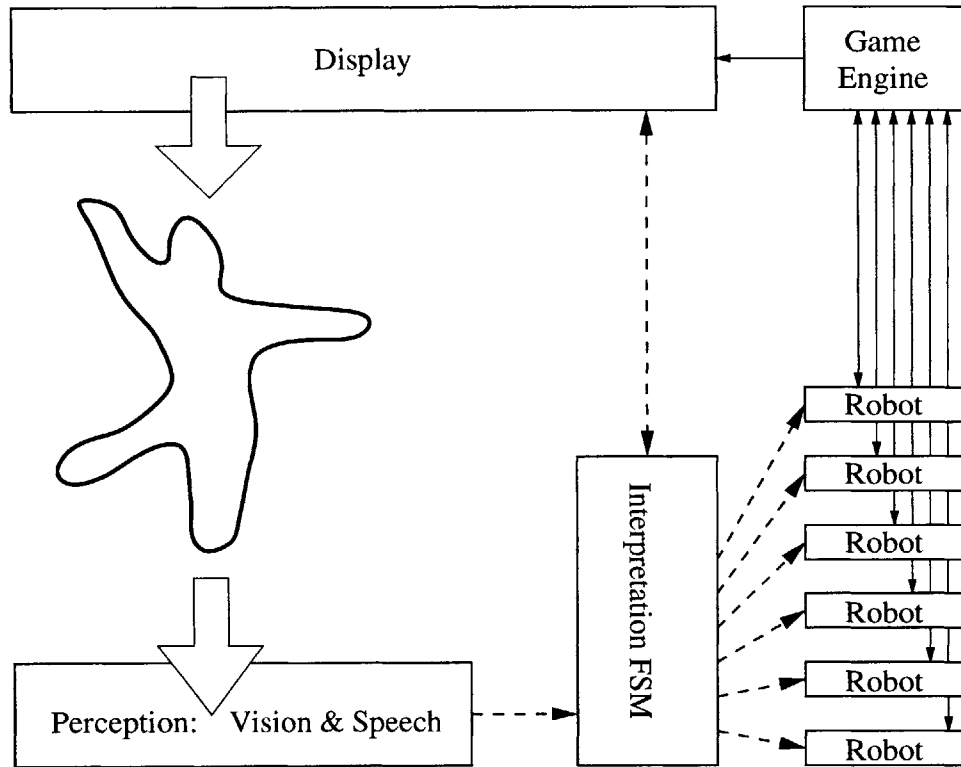 Display
Game
Engine
Robot
Robot
Robot
Robot
Robot
Robot
Interpretation FSM
Perception: Vision & Speech